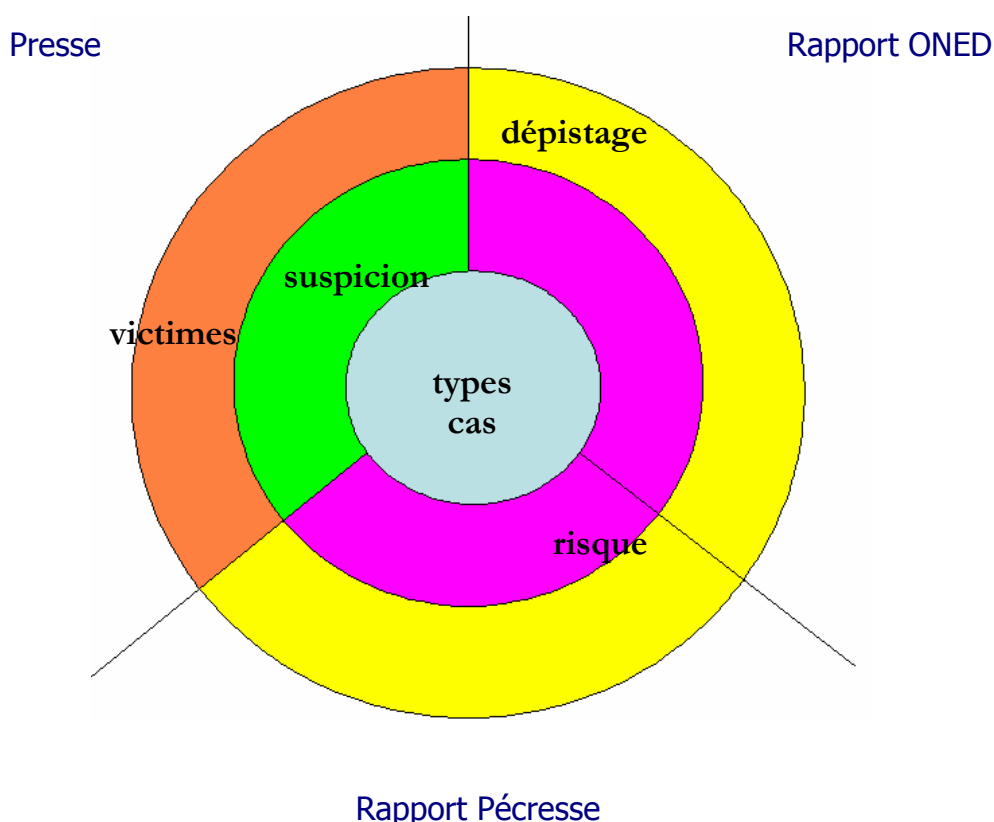 Presse
Rapport ONED
dépistage
suspicion
victimes
types
cas
risque
Rapport Pécresse